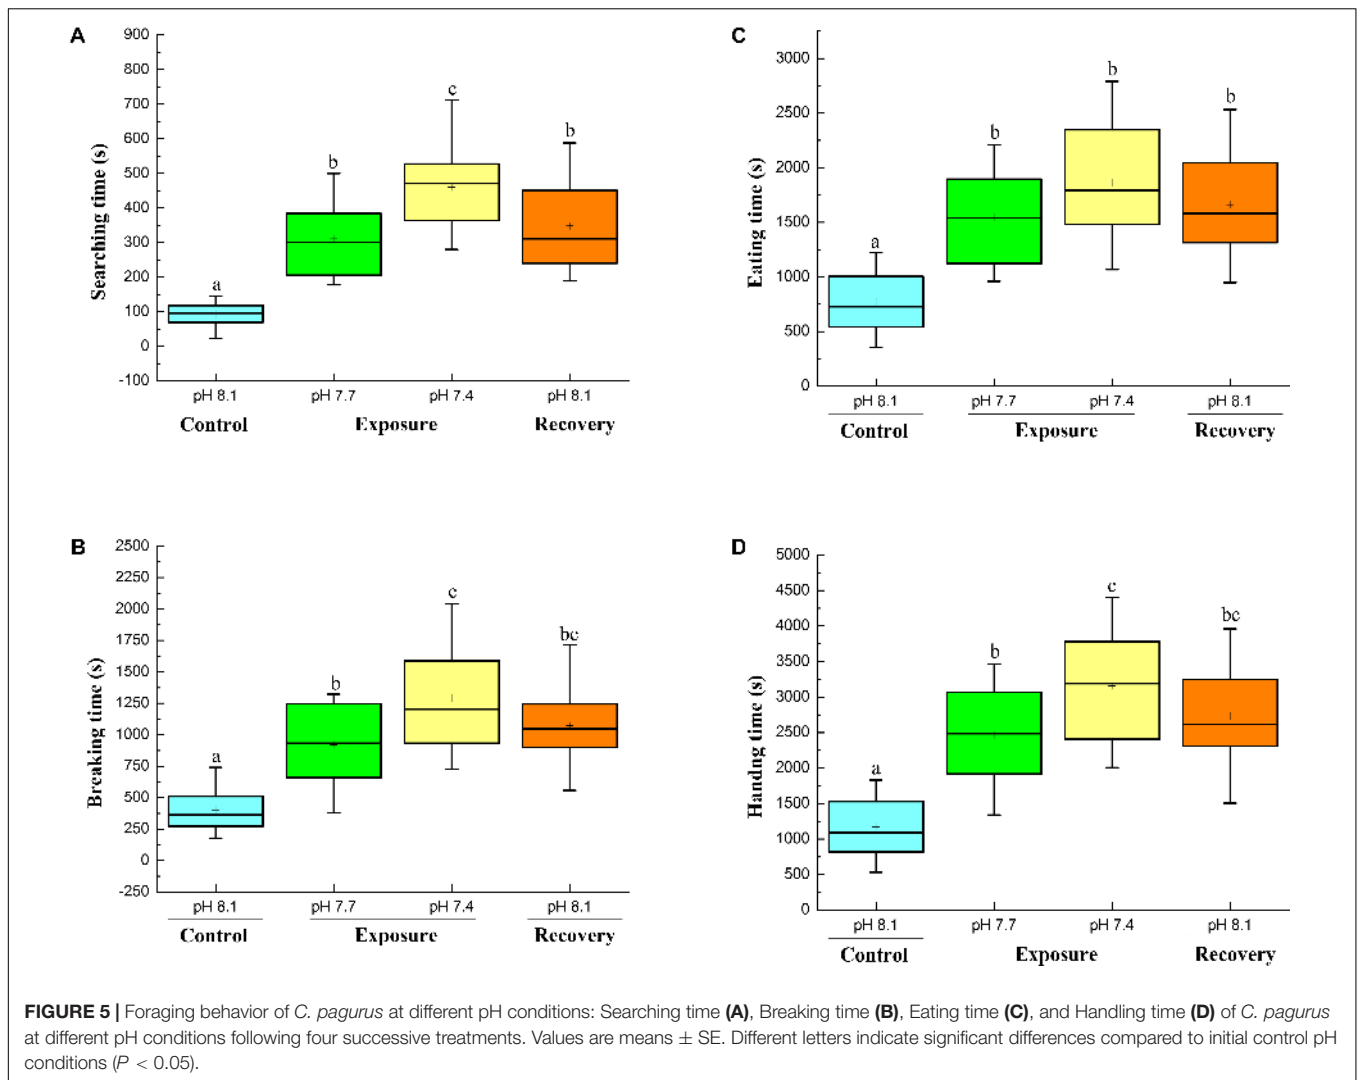 A
900
800
700
600
500
400
300
200
100
0
-100
Searching time (s)
a
b
c
b
pH 8.1
pH 7.7
pH 7.4
pH 8.1
Control
Exposure
Recovery
C
3000
2500
2000
1500
1000
500
0
Eating time (s)
a
b
b
b
pH 8.1
pH 7.7
pH 7.4
pH 8.1
Control
Exposure
Recovery
B
2500
2250
2000
1750
1500
1250
1000
750
500
250
0
-250
Breaking time (s)
a
b
c
bc
pH 8.1
pH 7.7
pH 7.4
pH 8.1
Control
Exposure
Recovery
D
5000
4500
4000
3500
3000
2500
2000
1500
1000
500
0
Handng time (s)
a
b
c
bc
pH 8.1
pH 7.7
pH 7.4
pH 8.1
Control
Exposure
Recovery
FIGURE 5 | Foraging behavior of C. pagurus at different pH conditions: Searching time (A), Breaking time (B), Eating time (C), and Handling time (D) of C. pagurus
at different pH conditions following four successive treatments. Values are means ± SE. Different letters indicate significant differences compared to initial control pH
conditions (P < 0.05).